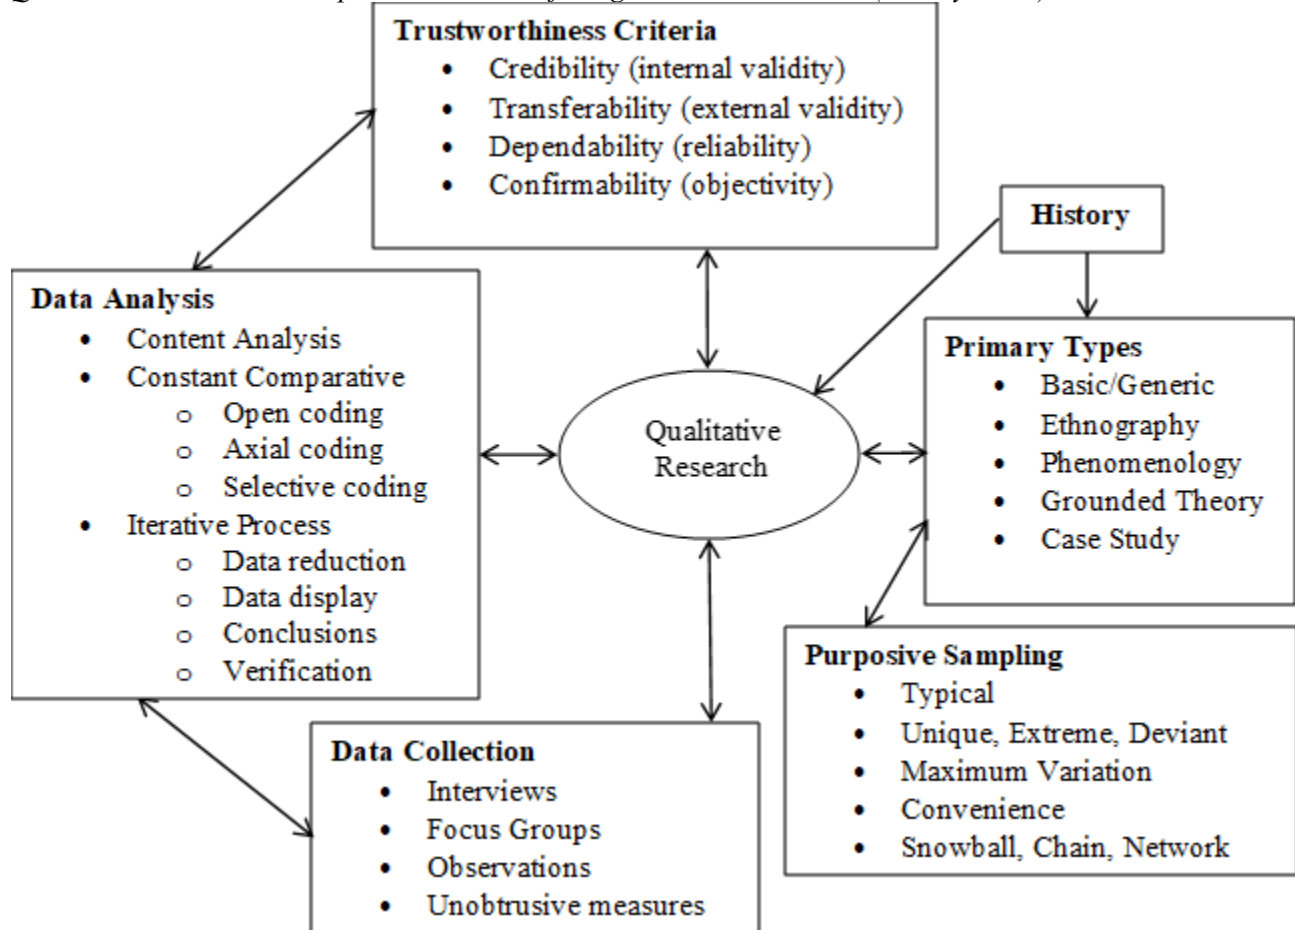 Trustworthiness Criteria
• Credibility (internal validity)
• Transferability (external validity)
• Dependability (reliability)
• Confirmability (objectivity)
History
Data Analysis
• Content Analysis
• Constant Comparative
o Open coding
o Axial coding
o Selective coding
• Iterative Process
o Data reduction
o Data display
o Conclusions
o Verification
Qualitative
Research
Primary Types
• Basic/Generic
• Ethnography
• Phenomenology
• Grounded Theory
• Case Study
Purposive Sampling
• Typical
• Unique, Extreme, Deviant
• Maximum Variation
• Convenience
• Snowball, Chain, Network
Data Collection
• Interviews
• Focus Groups
• Observations
• Unobtrusive measures